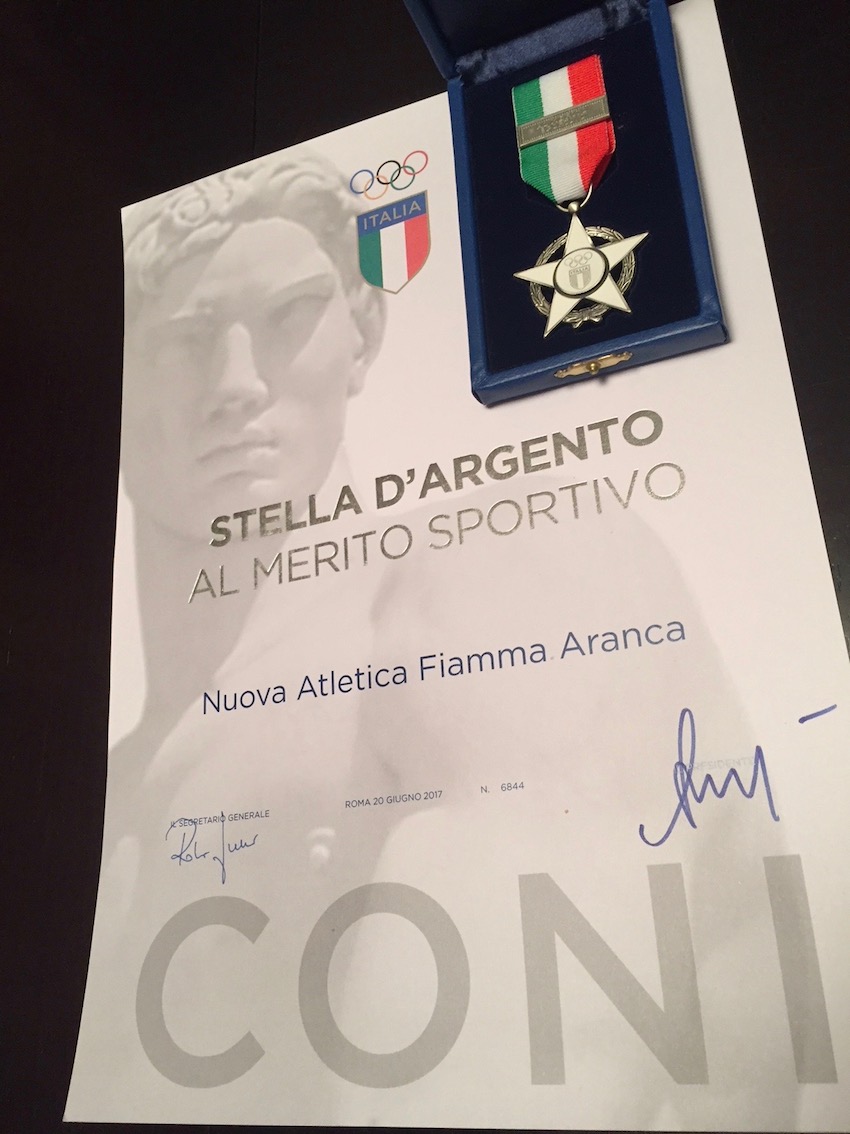 ITALIA
STELLA D'ARGENTO
AL MERITO SPORTIVO
Nuova Atletica Fiamma Aranca
ROMA 20 GIUGNO 2017 N. 6844
IL SEGRETARIO GENERALE
PRESIDENTE
CONI